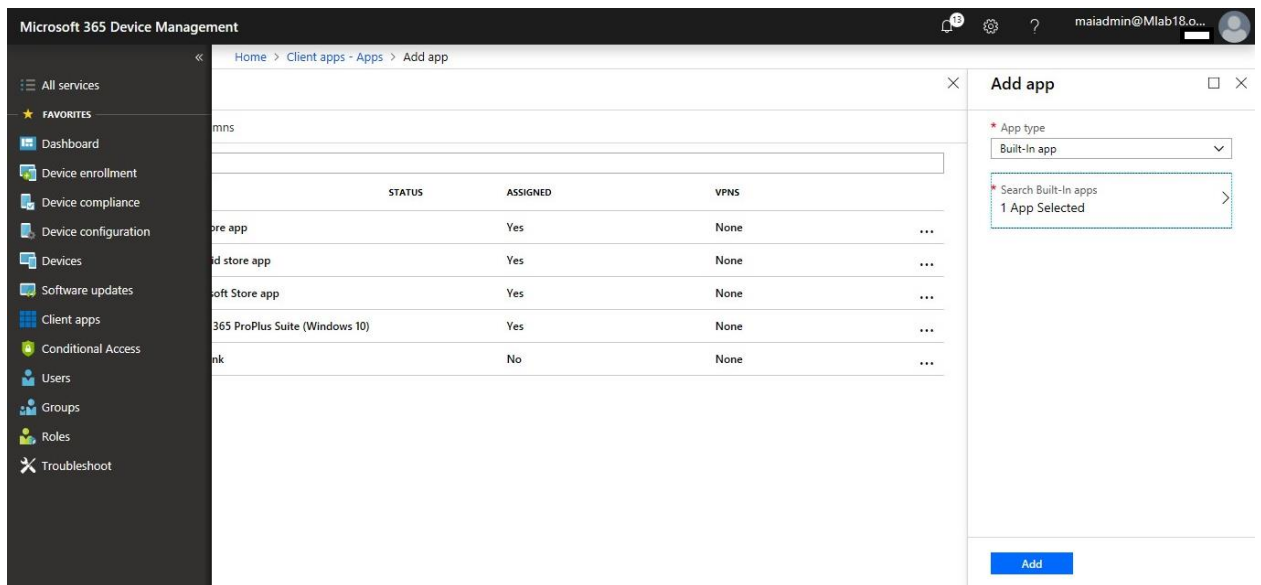 Microsoft 365 Device Management
13
?
maiadmin@Mlab18.o...
«
Home > Client apps - Apps > Add app
All services
FAVORITES
Dashboard
Device enrollment
Device compliance
Device configuration
Devices
Software updates
Client apps
Conditional Access
Users
Groups
Roles
Troubleshoot
mns
STATUS ASSIGNED VPNS
ore app Yes None ...
id store app Yes None ...
soft Store app Yes None ...
365 ProPlus Suite (Windows 10) Yes None ...
nk No None ...
Add app
* App type
Built-In app
* Search Built-In apps
1 App Selected
Add